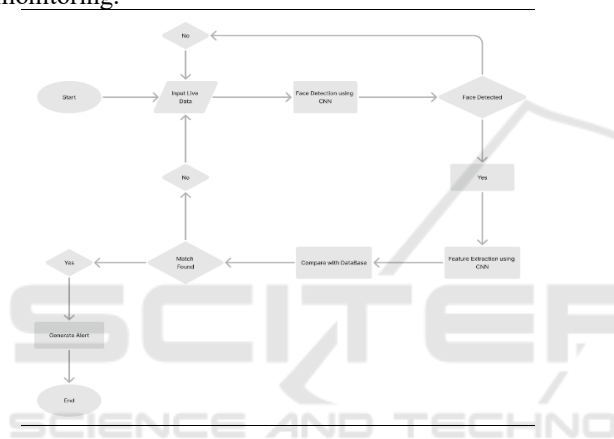 monitoring.
No
Start
Input Live
Data
Face Detection using
CNN
Face Detected
No
Yes
Yes
Match
Found
Compare with DataBase
Feature Extraction using
CNN
Generate Alert
End
SCITEP
SCIENCE AND TECHNO